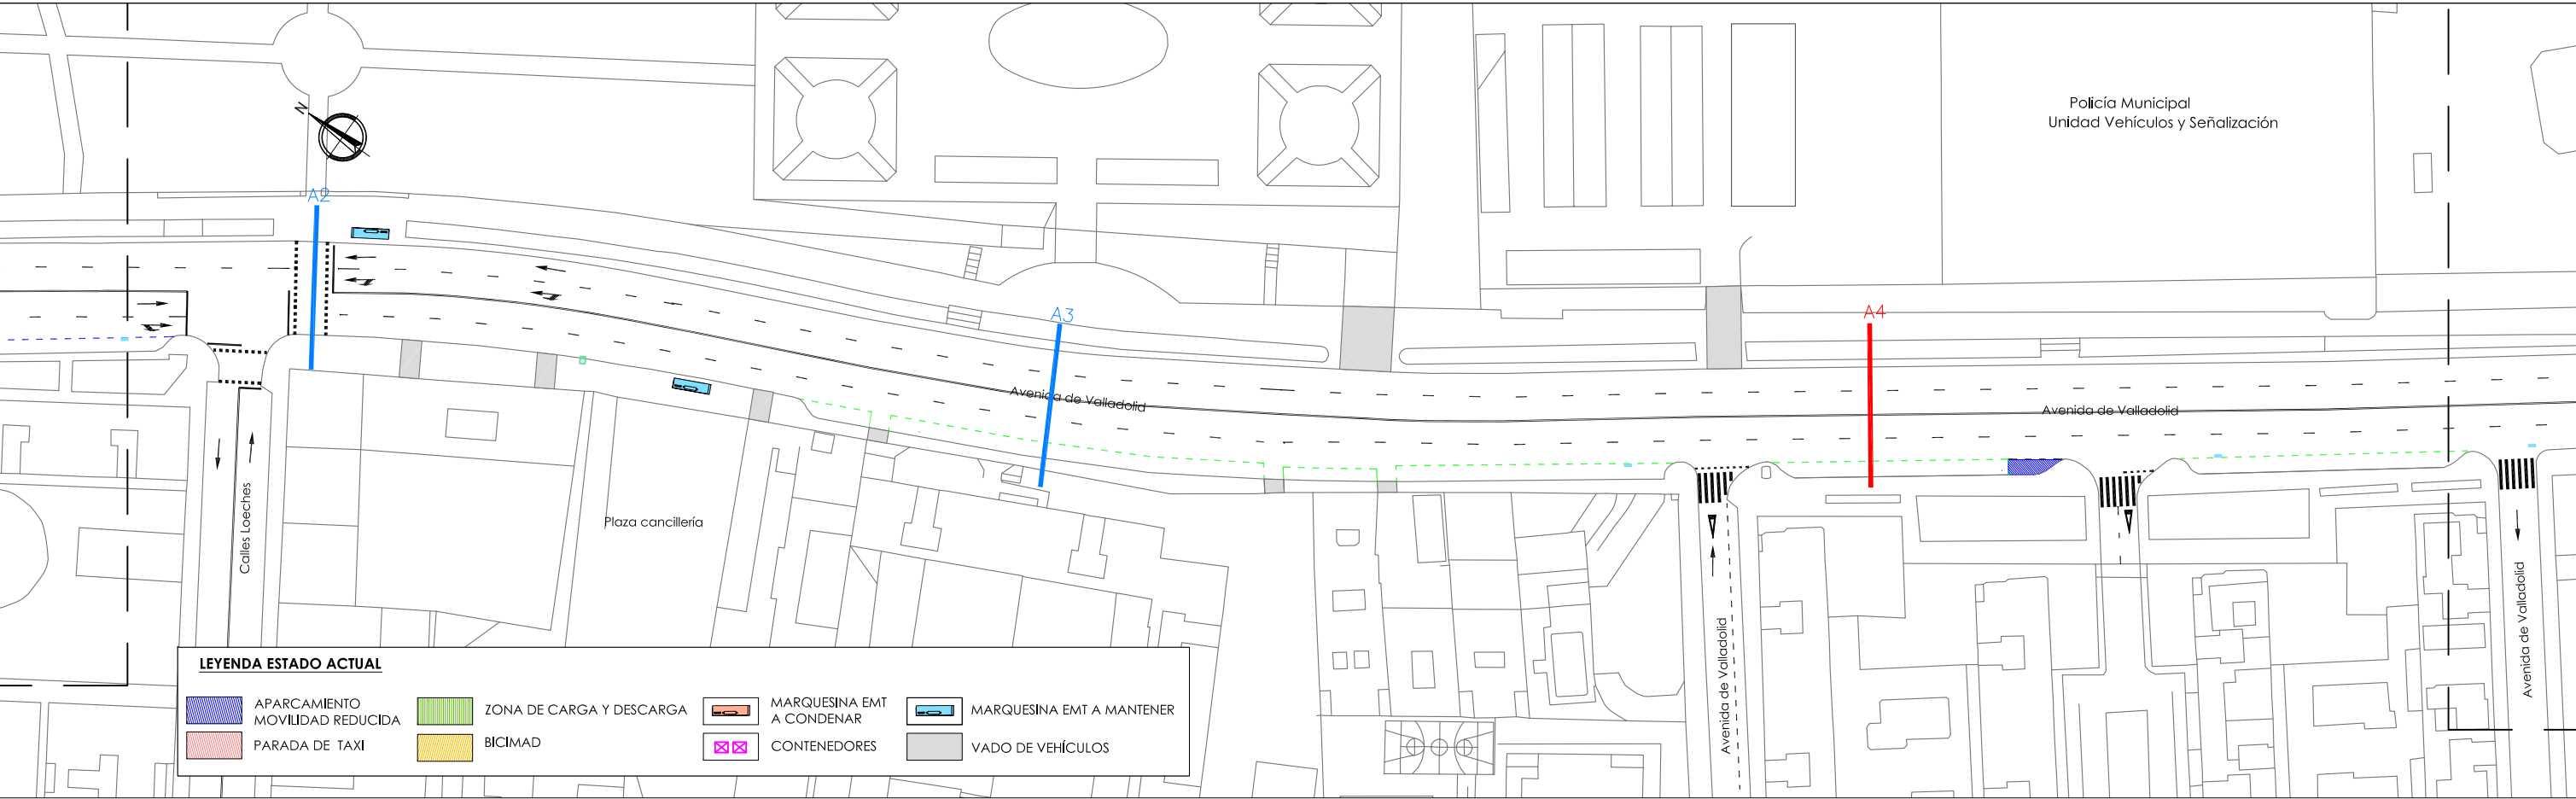 Policía Municipal
Unidad Vehículos y Señalización
N
A2
A3
A4
Avenida de Valladolid
Avenida de Valladolid
Plaza cancillería
Calles Loeches
Avenida de Valladolid
Avenida de Valladolid
LEYENDA ESTADO ACTUAL
APARCAMIENTO
MOVILIDAD REDUCIDA
ZONA DE CARGA Y DESCARGA
MARQUESINA EMT
A CONDENAR
MARQUESINA EMT A MANTENER
PARADA DE TAXI
BICIMAD
CONTENEDORES
VADO DE VEHÍCULOS